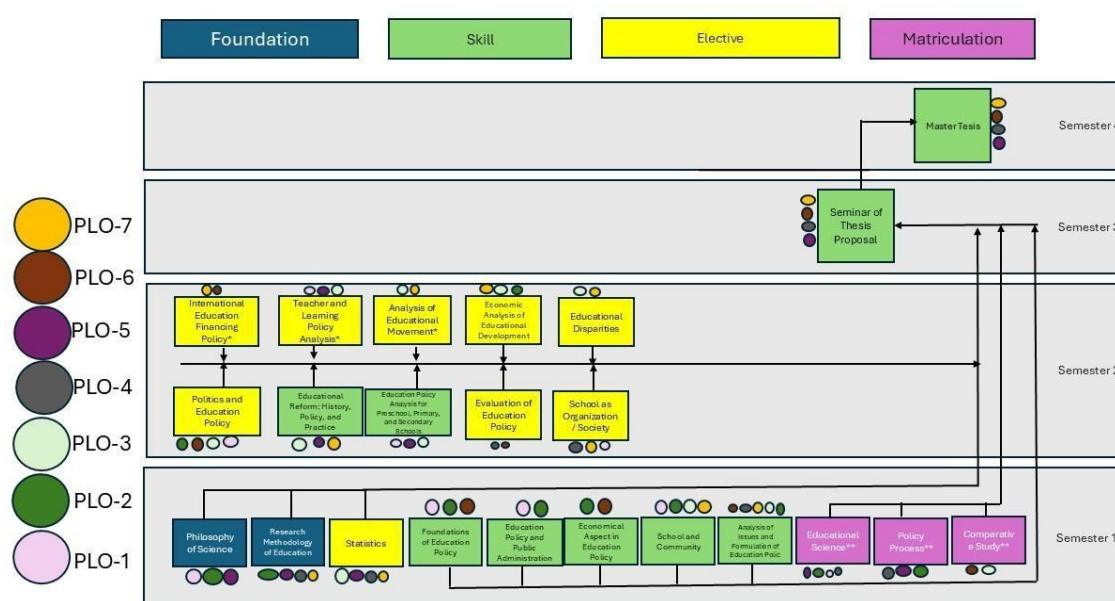 Foundation
Skill
Elective
Matriculation
Master Tesis
Semester
PLO-7
PLO-6
PLO-5
PLO-4
PLO-3
PLO-2
PLO-1
Seminar of
Thesis
Proposal
Semester 3
International
Education
Financing
Policy*
Teacher and
Learning
Policy
Analysis*
Analysis of
Educational
Movement*
Economic
Analysis of
Educational
Development
Educational
Disparities
Semester 2
Politics and
Education
Policy
Educational
Reform: History,
Policy, and
Practice
Education Policy
Analysis for
Preschool, Primary,
and Secondary
Schools
Evaluation of
Education
Policy
School as
Organization
/ Society
Philosophy
of Science
Research
Methodology
of Education
Statistics
Foundations
of Education
Policy
Education
Policy and
Public
Administration
Economical
Aspect in
Education
Policy
School and
Community
Analysis of
Issues and
Formulation of
Education Polic
Educational
Science**
Policy
Process**
Comparativ
e Study**
Semester 1